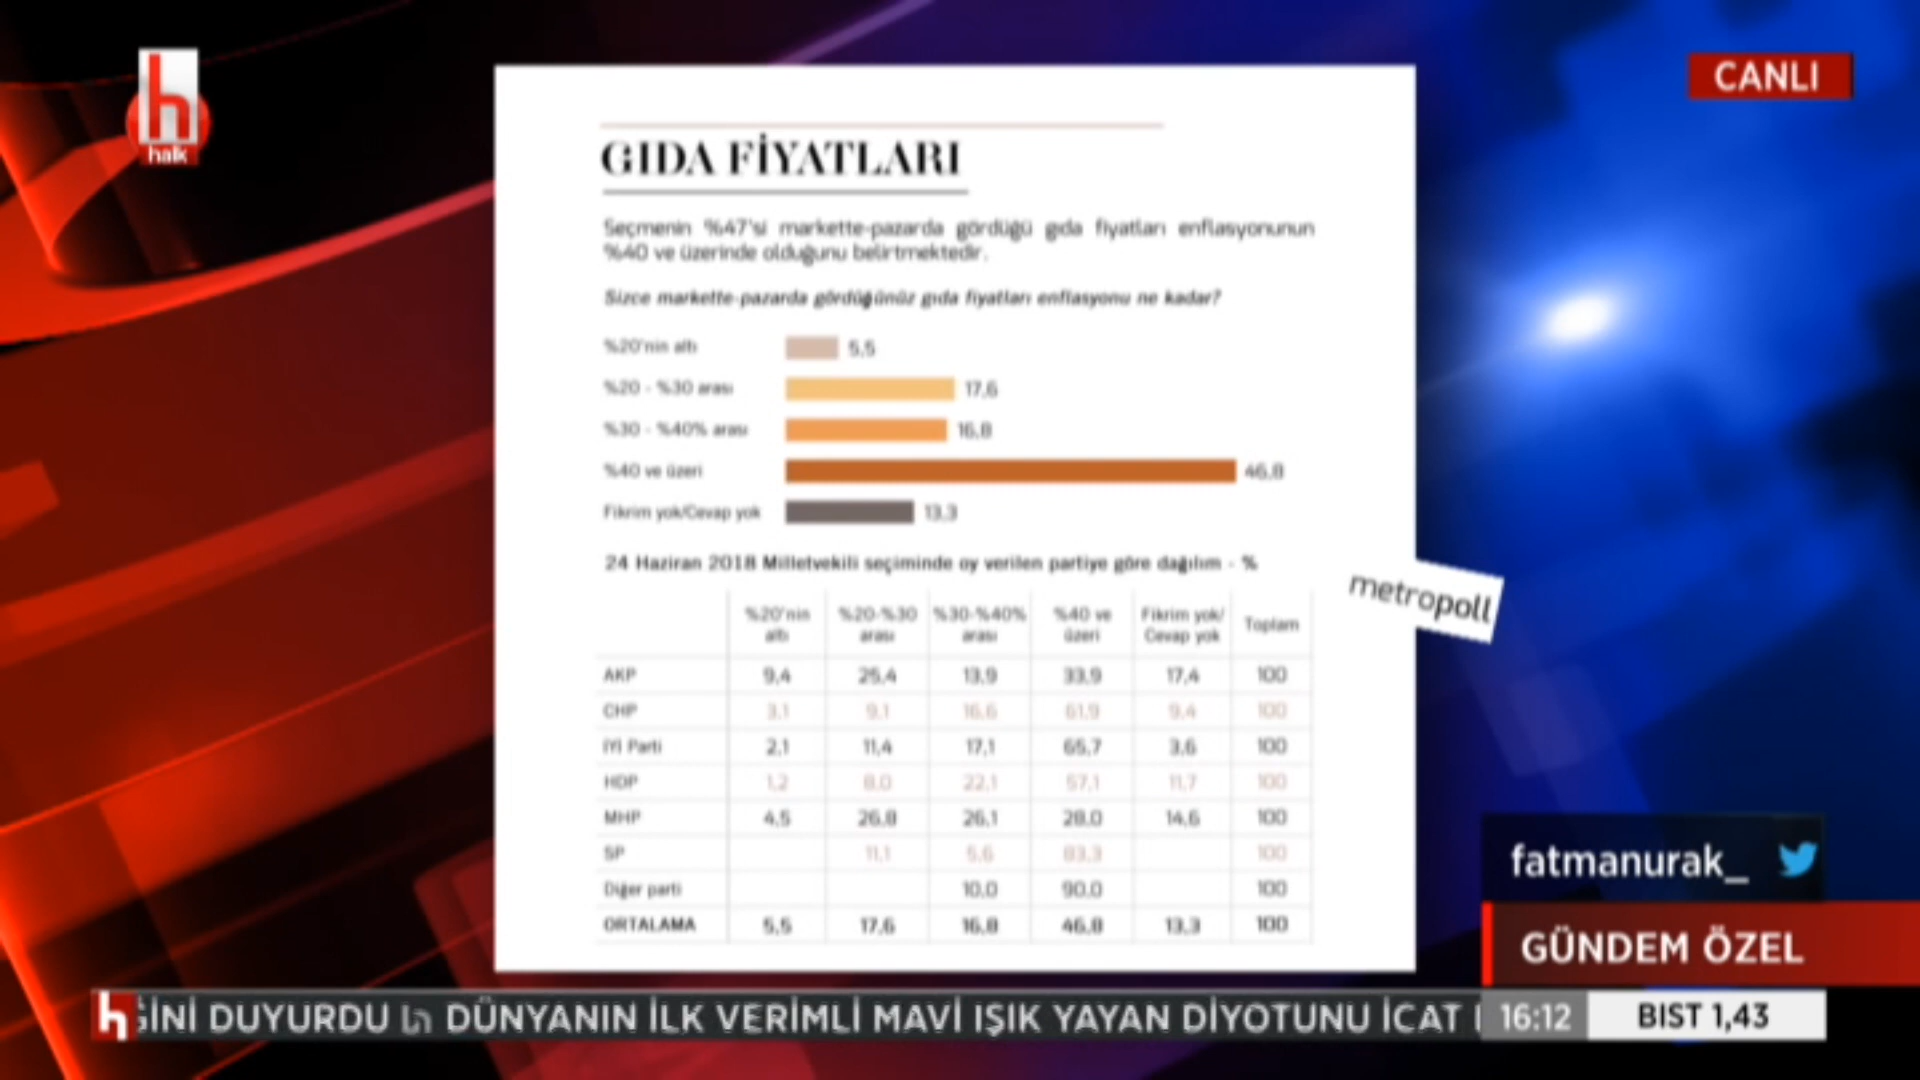 halk
CANLI
GIDA FİYATLARI
Seçmenin %47'si markette-pazarda gördüğü gıda fiyatları enflasyonunun
%40 ve üzerinde olduğunu belirtmektedir.
Sizce markette-pazarda gördüğünüz gıda fiyatları enflasyonu ne kadar?
%20'nin altı 5,5
%20 - %30 arası 17,6
%30 - %40% arası 16,8
%40 ve üzeri 46,8
Fikrim yok/Cevap yok 13,3
24 Haziran 2018 Milletvekili seçiminde oy verilen partiye göre dağılım - %
%20'nin altı %20-%30 arası %30-%40% arası %40 ve üzeri Fikrim yok/ Cevap yok Toplam
AKP 9,4 25,4 13,9 33,9 17,4 100
CHP 3,1 9,1 16,6 61,9 9,4 100
İYİ Parti 2,1 11,4 17,1 65,7 3,6 100
HDP 1,2 8,0 22,1 57,1 11,7 100
MHP 4,5 26,8 26,1 28,0 14,6 100
SP 11,1 5,6 83,3 100
Diğer parti 10,0 90,0 100
ORTALAMA 5,5 17,6 16,8 46,8 13,3 100
metropoll
fatmanurak_
GÜNDEM ÖZEL
ĞİNİ DUYURDU h DÜNYANIN İLK VERİMLİ MAVİ IŞIK YAYAN DİYOTUNU İCAT
16:12 BIST 1,43